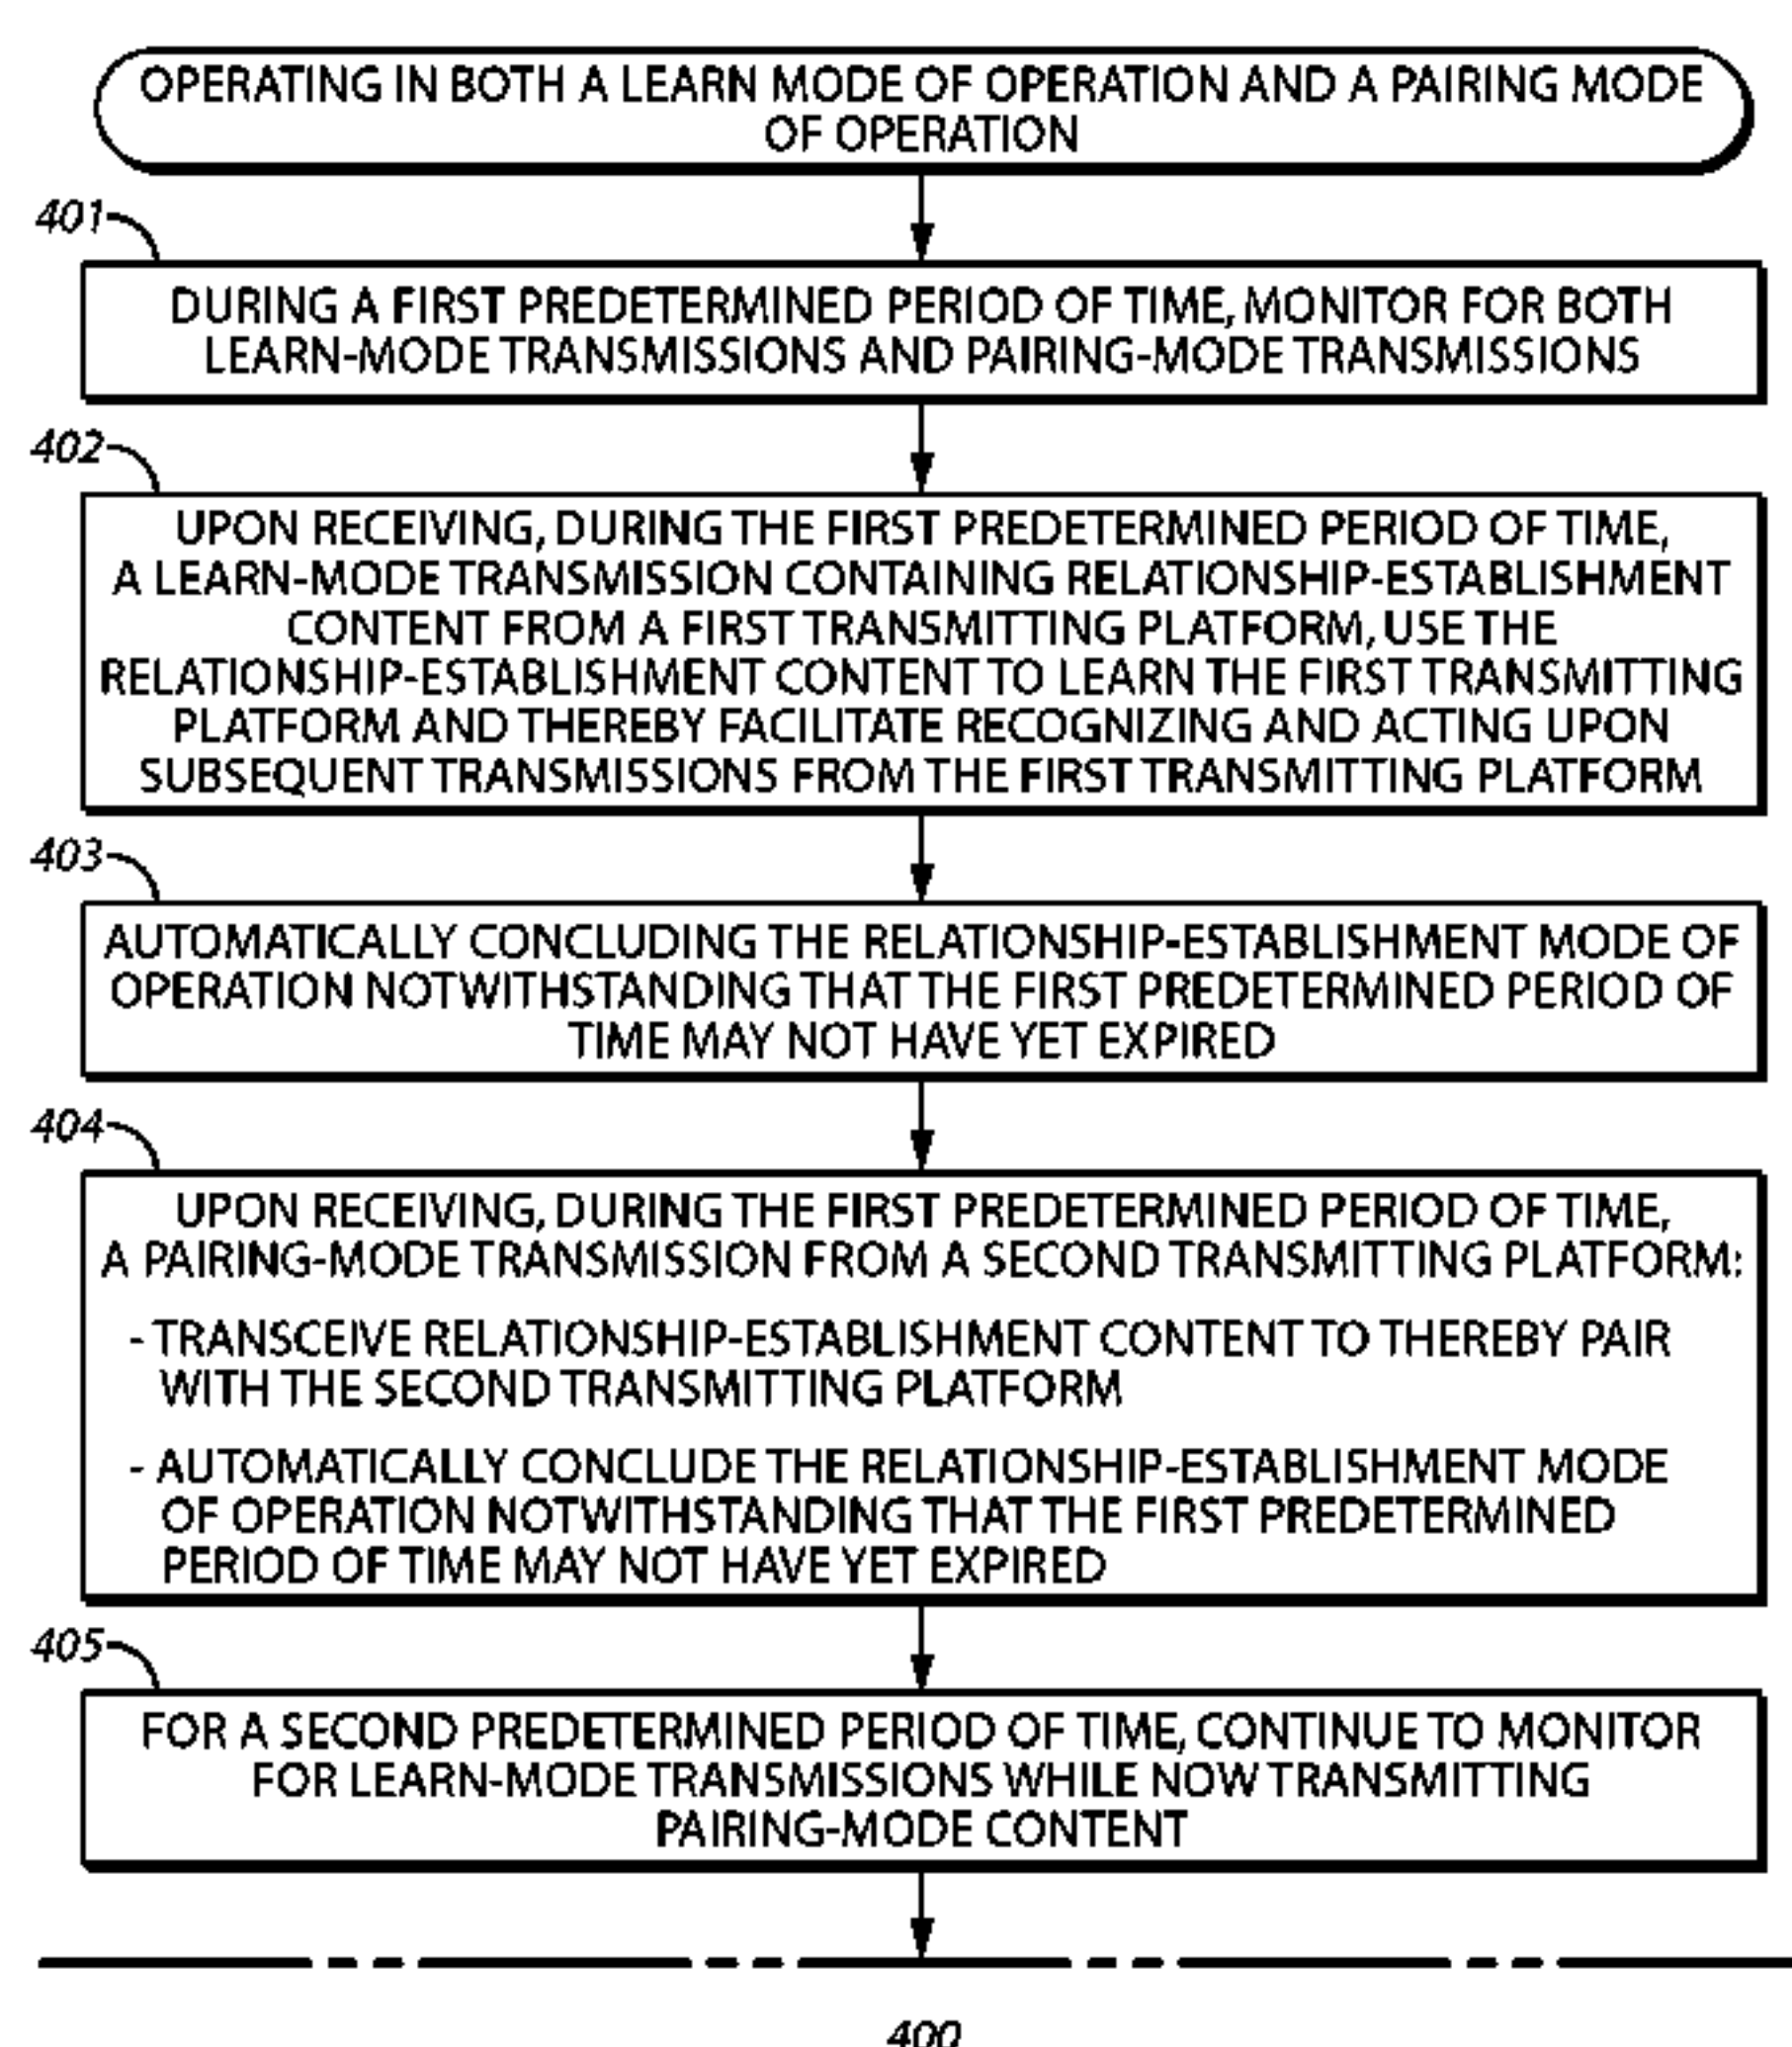 OPERATING IN BOTH A LEARN MODE OF OPERATION AND A PAIRING MODE
OF OPERATION
401
DURING A FIRST PREDETERMINED PERIOD OF TIME, MONITOR FOR BOTH
LEARN-MODE TRANSMISSIONS AND PAIRING-MODE TRANSMISSIONS
402
UPON RECEIVING, DURING THE FIRST PREDETERMINED PERIOD OF TIME,
A LEARN-MODE TRANSMISSION CONTAINING RELATIONSHIP-ESTABLISHMENT
CONTENT FROM A FIRST TRANSMITTING PLATFORM, USE THE
RELATIONSHIP-ESTABLISHMENT CONTENT TO LEARN THE FIRST TRANSMITTING
PLATFORM AND THEREBY FACILITATE RECOGNIZING AND ACTING UPON
SUBSEQUENT TRANSMISSIONS FROM THE FIRST TRANSMITTING PLATFORM
403
AUTOMATICALLY CONCLUDING THE RELATIONSHIP-ESTABLISHMENT MODE OF
OPERATION NOTWITHSTANDING THAT THE FIRST PREDETERMINED PERIOD OF
TIME MAY NOT HAVE YET EXPIRED
404
UPON RECEIVING, DURING THE FIRST PREDETERMINED PERIOD OF TIME,
A PAIRING-MODE TRANSMISSION FROM A SECOND TRANSMITTING PLATFORM:
- TRANSCEIVE RELATIONSHIP-ESTABLISHMENT CONTENT TO THEREBY PAIR
WITH THE SECOND TRANSMITTING PLATFORM
- AUTOMATICALLY CONCLUDE THE RELATIONSHIP-ESTABLISHMENT MODE
OF OPERATION NOTWITHSTANDING THAT THE FIRST PREDETERMINED
PERIOD OF TIME MAY NOT HAVE YET EXPIRED
405
FOR A SECOND PREDETERMINED PERIOD OF TIME, CONTINUE TO MONITOR
FOR LEARN-MODE TRANSMISSIONS WHILE NOW TRANSMITTING
PAIRING-MODE CONTENT
400